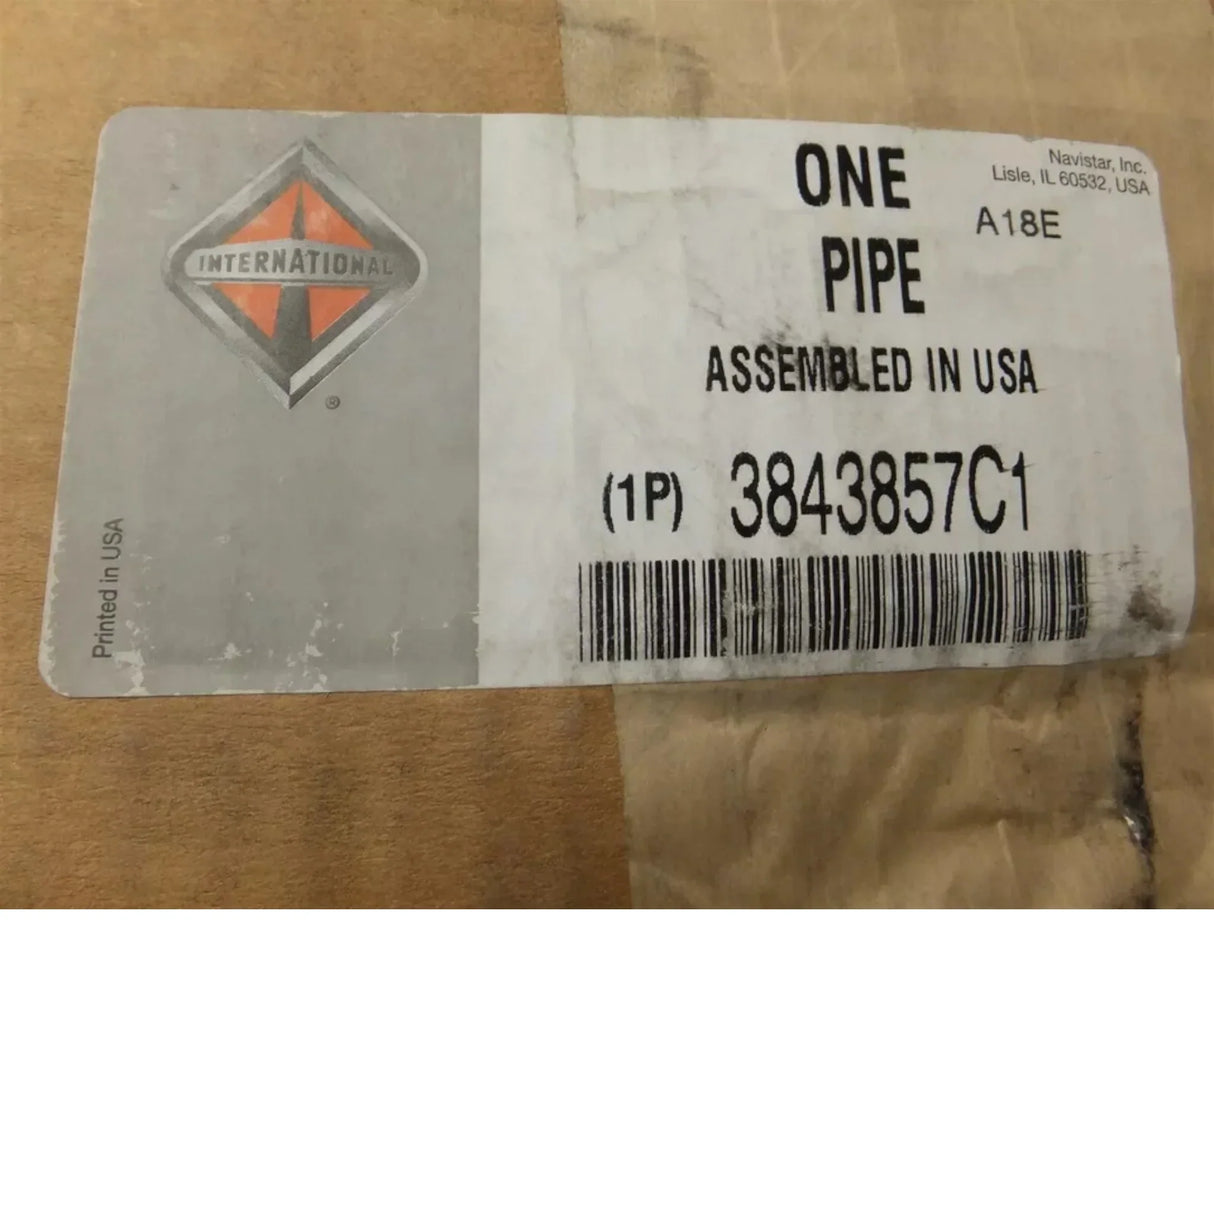 INTERNATIONAL
®
Printed in USA
Navistar, Inc.
Lisle, IL 60532, USA
ONE
A18E
PIPE
ASSEMBLED IN USA
(1P) 3843857C1